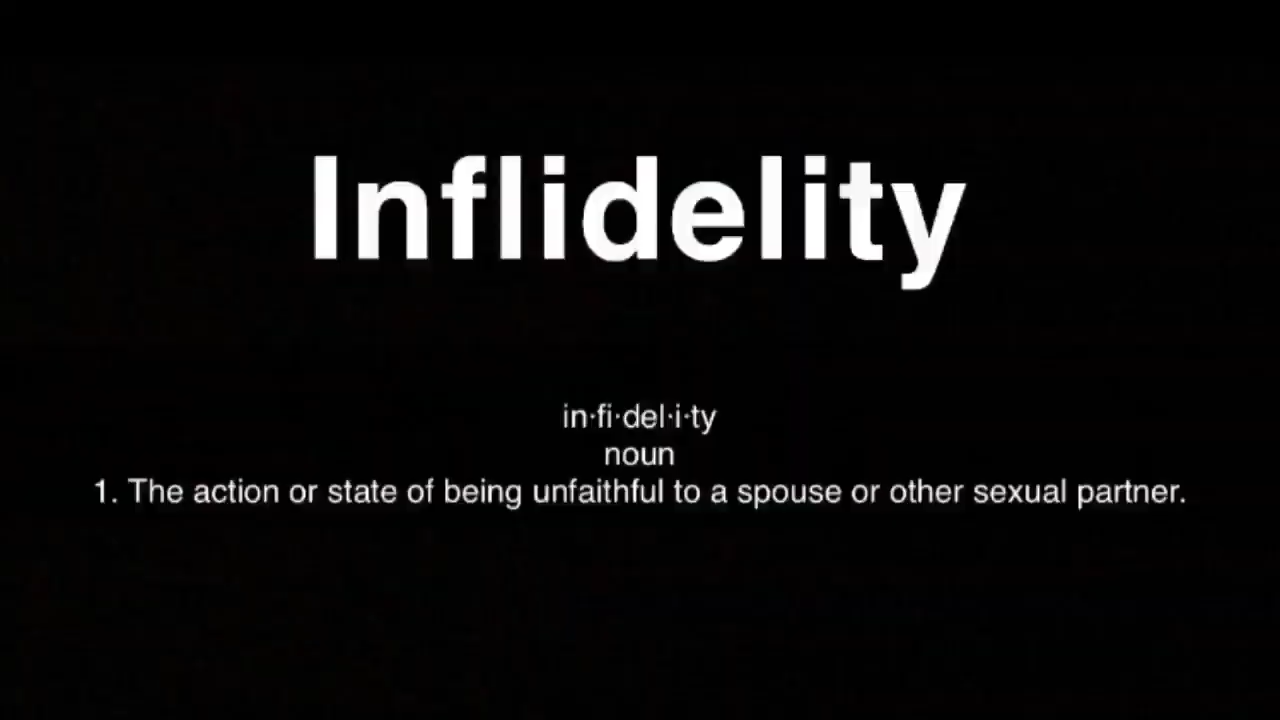 Inflidelity
in·fi·del·i·ty
noun
1. The action or state of being unfaithful to a spouse or other sexual partner.